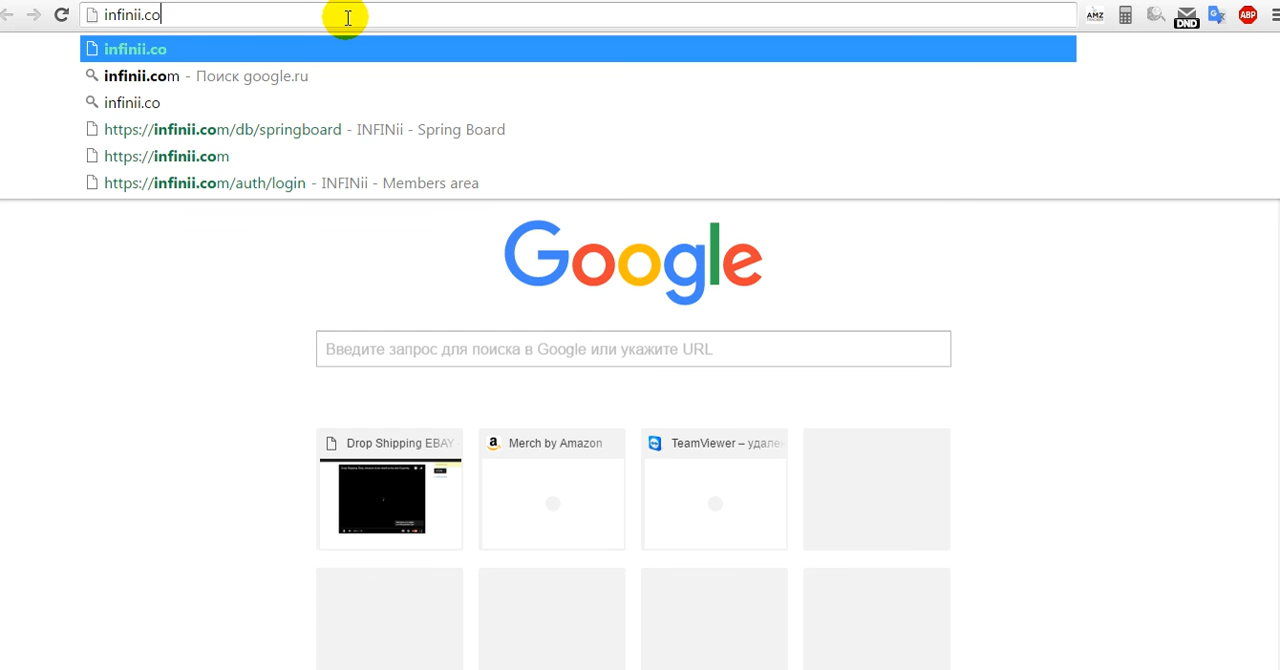 infinii.co
AMZ
DND
ABP
infinii.co
infinii.com - Поиск google.ru
infinii.co
https://infinii.com/db/springboard - INFINii - Spring Board
https://infinii.com
https://infinii.com/auth/login - INFINii - Members area
Google
Введите запрос для поиска в Google или укажите URL
Drop Shipping EBAY
a Merch by Amazon
TeamViewer – удале